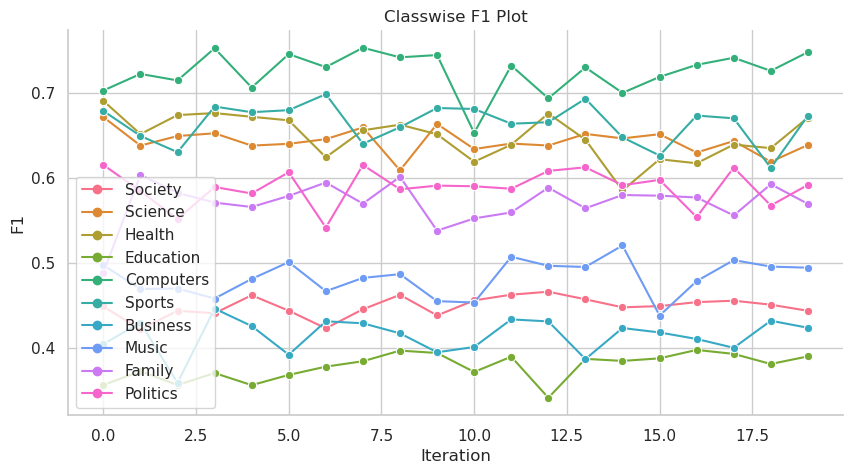 Classwise F1 Plot
F1
0.7
0.6
0.5
0.4
Society
Science
Health
Education
Computers
Sports
Business
Music
Family
Politics
0.0 2.5 5.0 7.5 10.0 12.5 15.0 17.5
Iteration